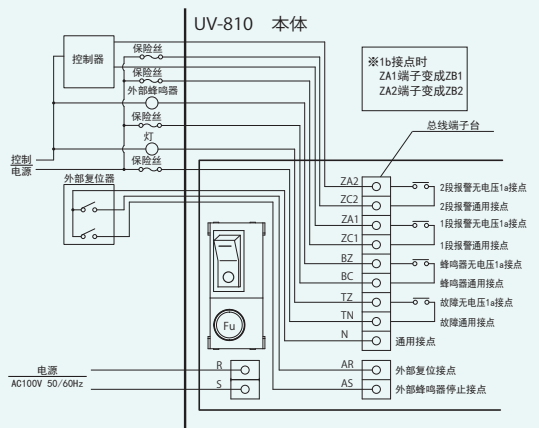 UV-810 本体
控制器
保险丝
保险丝
外部蜂鸣器
保险丝
灯
保险丝
控制
电源
外部复位器
※1b接点时
ZA1端子变成ZB1
ZA2端子变成ZB2
总线端子台
ZA2
2段报警无电压1a接点
ZC2
2段报警通用接点
ZA1
1段报警无电压1a接点
ZC1
1段报警通用接点
BZ
蜂鸣器无电压1a接点
BC
蜂鸣器通用接点
TZ
故障无电压1a接点
TN
故障通用接点
N
通用接点
Fu
电源
AC100V 50/60Hz
R
S
AR
外部复位接点
AS
外部蜂鸣器停止接点